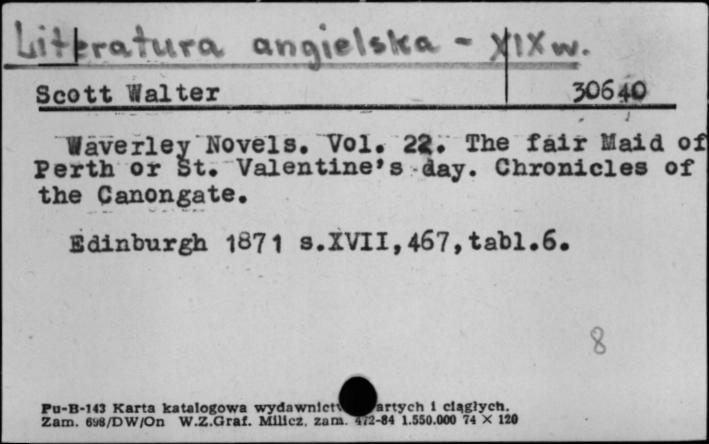 Literatura angielska - XIX w.
Scott Walter 30640
Waverley Novels. Vol. 22. The fair Maid of
Perth or St. Valentine's day. Chronicles of
the Canongate.
Edinburgh 1871 s.XVII,467,tabl.6.
8
Pu-B-143 Karta katalogowa wydawnictw zwartych i ciągłych.
Zam. 698/DW/On W.Z.Graf. Milicz, zam. 472-84 1.550.000 74 × 120